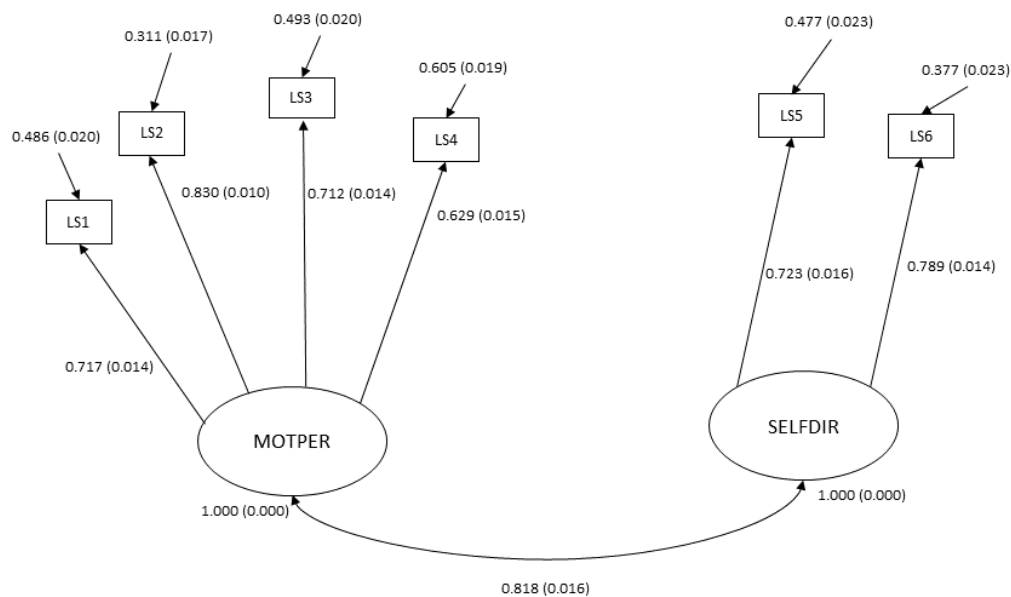 0.493 (0.020)
0.477 (0.023)
0.311 (0.017)
0.605 (0.019)
0.377 (0.023)
LS3
LS5
0.486 (0.020)
LS2
LS4
LS6
0.830 (0.010)
0.712 (0.014)
0.629 (0.015)
LS1
0.723 (0.016)
0.789 (0.014)
0.717 (0.014)
MOTPER
SELFDIR
1.000 (0.000)
1.000 (0.000)
0.818 (0.016)